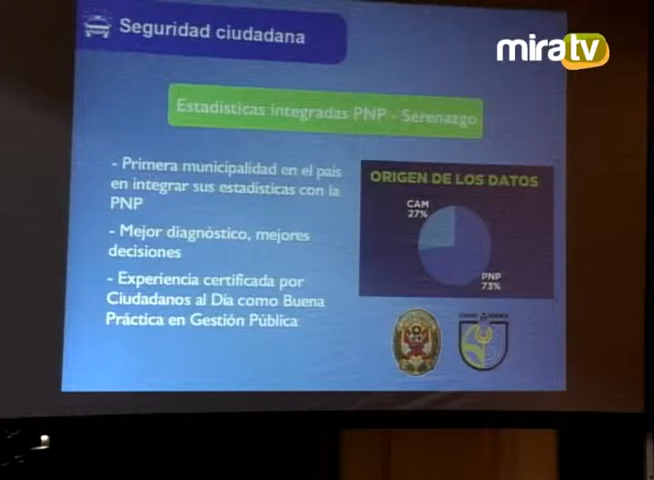 Seguridad ciudadana
miratv
Estadísticas integradas PNP - Serenazgo
- Primera municipalidad en el país
en integrar sus estadísticas con la
PNP
- Mejor diagnóstico, mejores
decisiones
- Experiencia certificada por
Ciudadanos al Día como Buena
Práctica en Gestión Pública
ORIGEN DE LOS DATOS
CAM
27%
PNP
73%